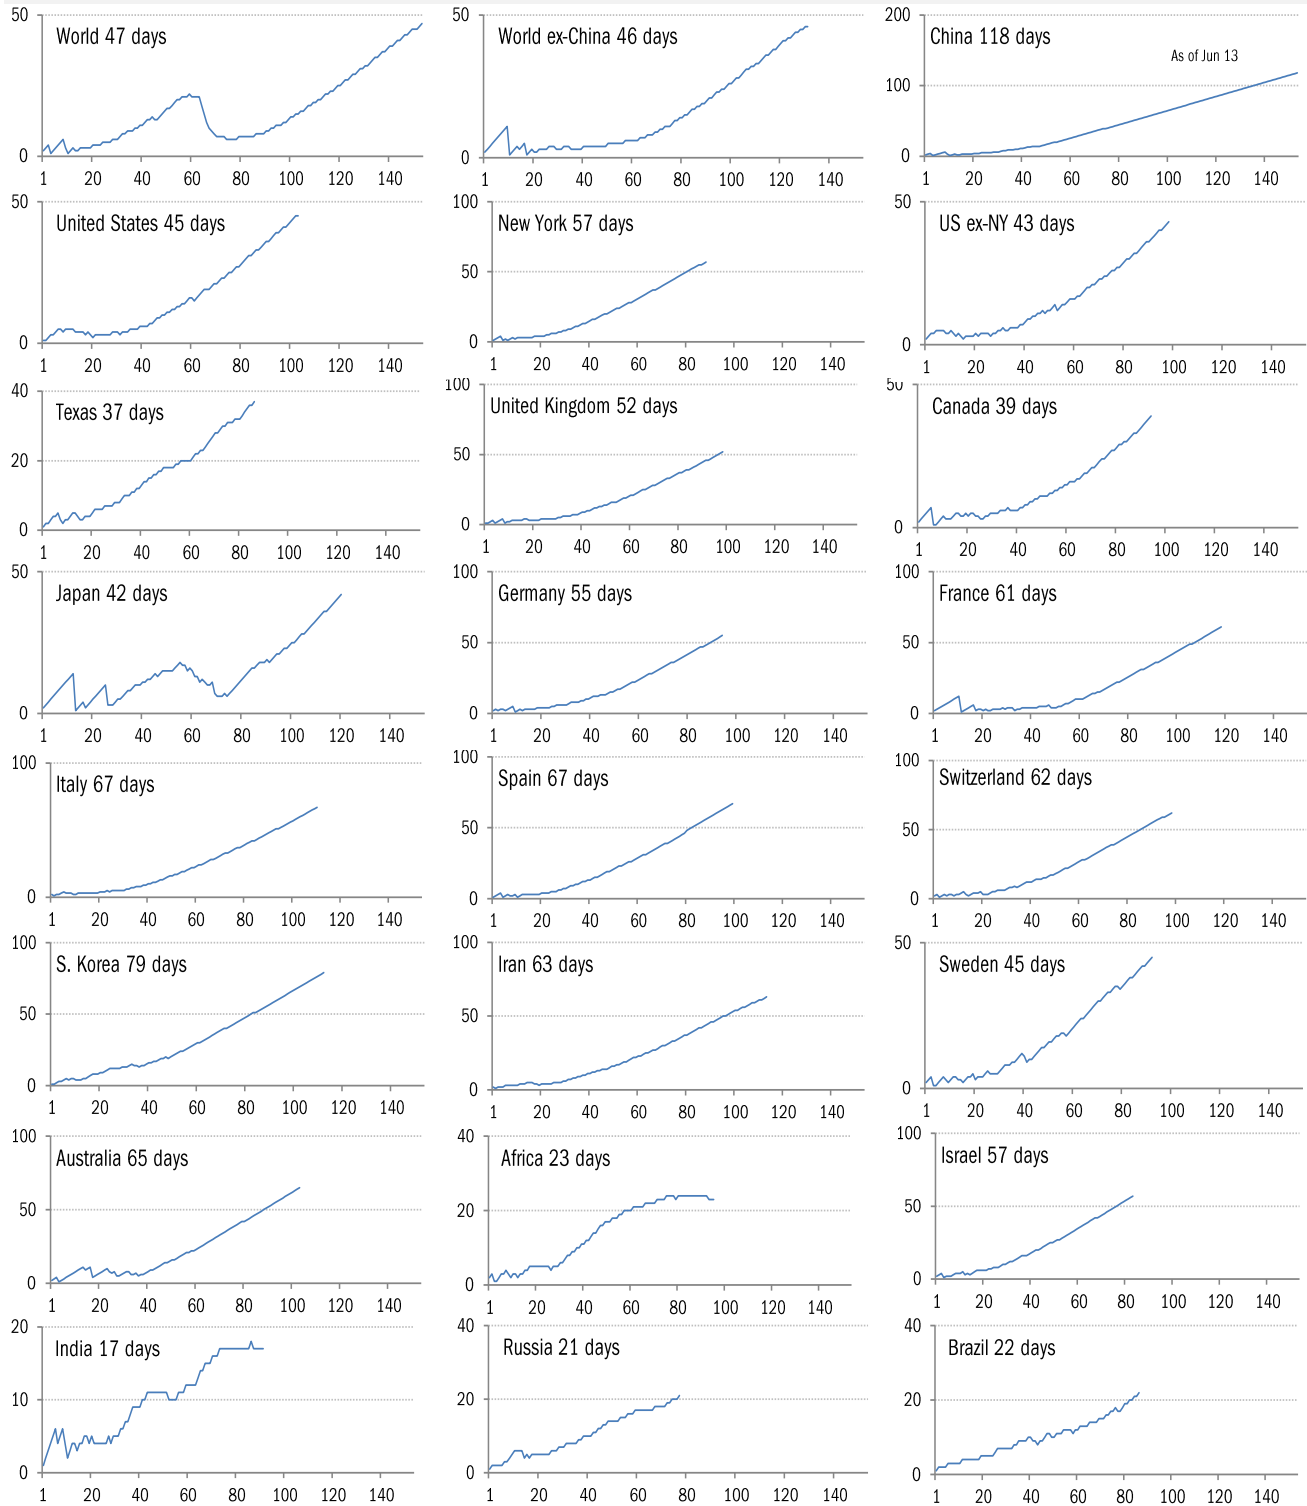 50 World 47 days
0
1 20 40 60 80 100 120 140
50 World ex-China 46 days
0
1 20 40 60 80 100 120 140
200 China 118 days
As of Jun 13
100
0
1 20 40 60 80 100 120 140
50 United States 45 days
0
1 20 40 60 80 100 120 140
100 New York 57 days
50
0
1 20 40 60 80 100 120 140
50 US ex-NY 43 days
0
1 20 40 60 80 100 120 140
40 Texas 37 days
20
0
1 20 40 60 80 100 120 140
100 United Kingdom 52 days
50
0
1 20 40 60 80 100 120 140
50 Canada 39 days
0
1 20 40 60 80 100 120 140
50 Japan 42 days
0
1 20 40 60 80 100 120 140
100 Germany 55 days
50
0
1 20 40 60 80 100 120 140
100 France 61 days
50
0
1 20 40 60 80 100 120 140
100 Italy 67 days
0
1 20 40 60 80 100 120 140
100 Spain 67 days
50
0
1 20 40 60 80 100 120 140
100 Switzerland 62 days
50
0
1 20 40 60 80 100 120 140
100 S. Korea 79 days
50
0
1 20 40 60 80 100 120 140
100 Iran 63 days
50
0
1 20 40 60 80 100 120 140
50 Sweden 45 days
0
1 20 40 60 80 100 120 140
100 Australia 65 days
50
0
1 20 40 60 80 100 120 140
40 Africa 23 days
20
0
1 20 40 60 80 100 120 140
100 Israel 57 days
50
0
1 20 40 60 80 100 120 140
20 India 17 days
10
0
1 20 40 60 80 100 120 140
40 Russia 21 days
20
0
1 20 40 60 80 100 120 140
40 Brazil 22 days
20
0
1 20 40 60 80 100 120 140